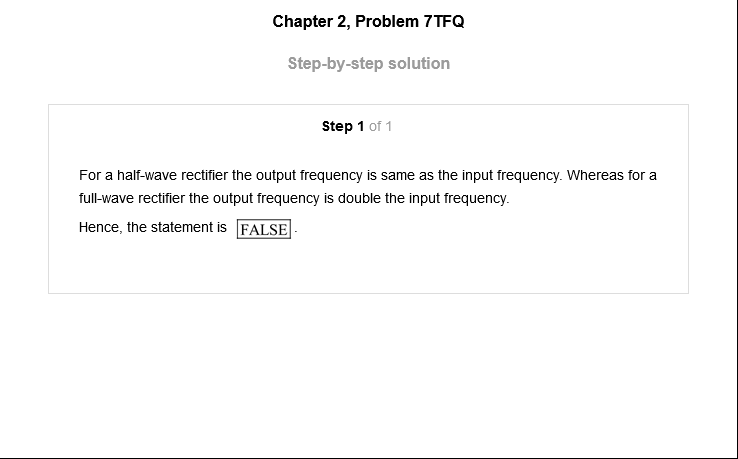 Chapter 2, Problem 7TFQ
Step-by-step solution
Step 1 of 1
For a half-wave rectifier the output frequency is same as the input frequency. Whereas for a
full-wave rectifier the output frequency is double the input frequency.
Hence, the statement is FALSE.